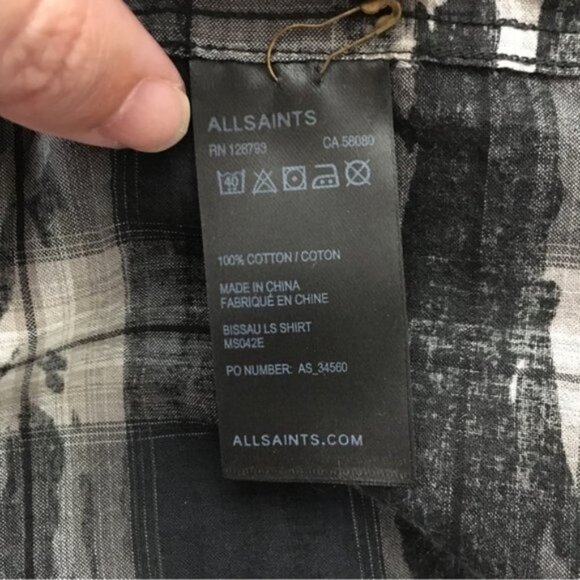 ALLSAINTS
RN 128793 CA 58080
40
100% COTTON / COTON
MADE IN CHINA
FABRIQUÉ EN CHINE
BISSAU LS SHIRT
MS042E
PO NUMBER: AS_34560
ALLSAINTS.COM